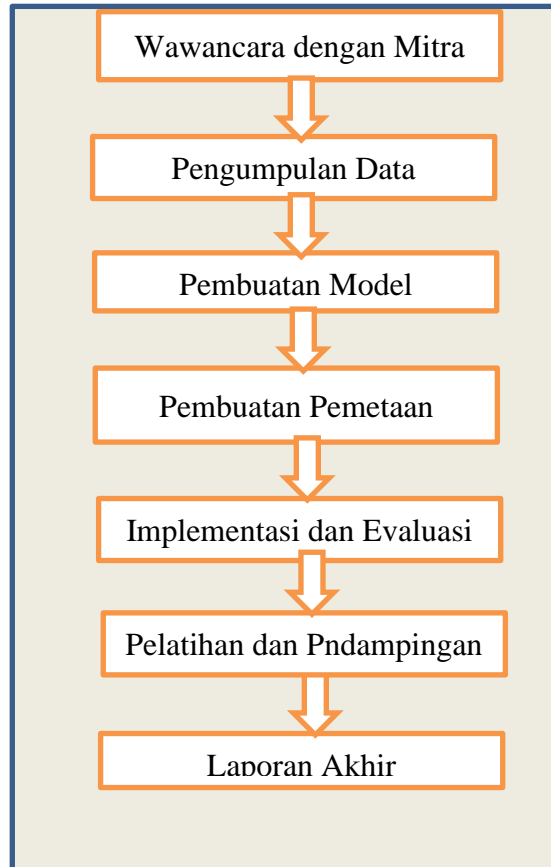 Wawancara dengan Mitra
Pengumpulan Data
Pembuatan Model
Pembuatan Pemetaan
Implementasi dan Evaluasi
Pelatihan dan Pndampingan
Laporan Akhir